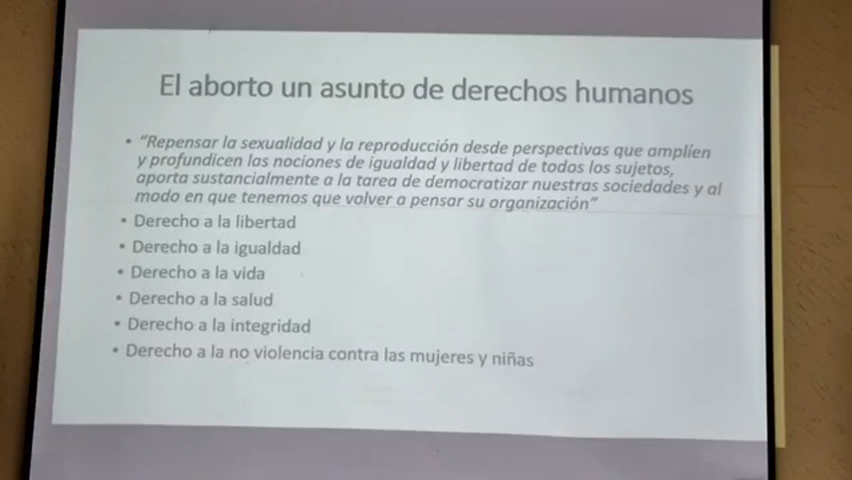 El aborto un asunto de derechos humanos
• "Repensar la sexualidad y la reproducción desde perspectivas que amplíen
y profundicen las nociones de igualdad y libertad de todos los sujetos,
aporta sustancialmente a la tarea de democratizar nuestras sociedades y al
modo en que tenemos que volver a pensar su organización"
• Derecho a la libertad
• Derecho a la igualdad
• Derecho a la vida
• Derecho a la salud
• Derecho a la integridad
• Derecho a la no violencia contra las mujeres y niñas